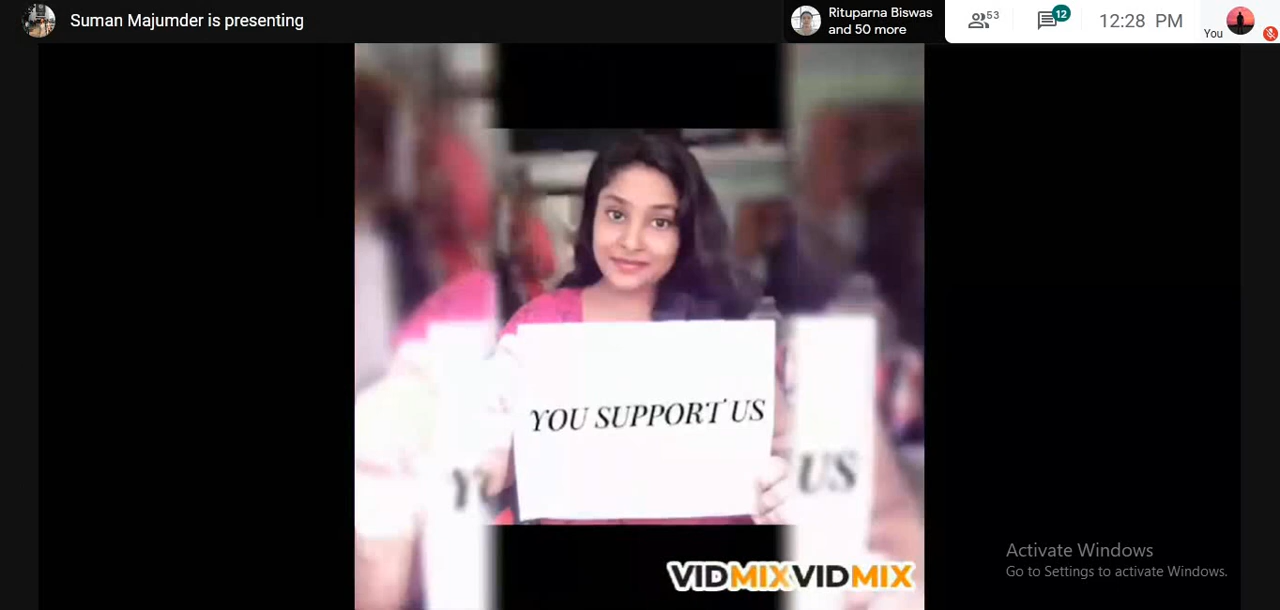 Suman Majumder is presenting
Rituparna Biswas
and 50 more
53
12
12:28 PM
You
YOU SUPPORT US
US
VIDMIX VIDMIX
Activate Windows
Go to Settings to activate Windows.